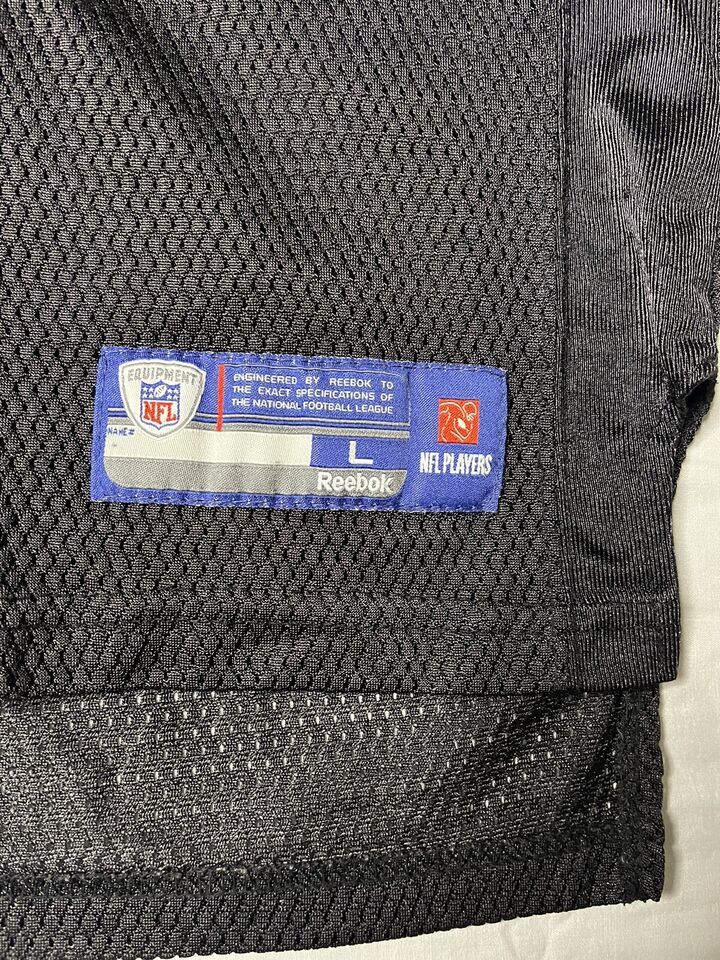 EQUIPMENT
NFL
ENGINEERED BY REEBOK TO
THE EXACT SPECIFICATIONS OF
THE NATIONAL FOOTBALL LEAGUE
NAME#
L
Reebok
NFL PLAYERS